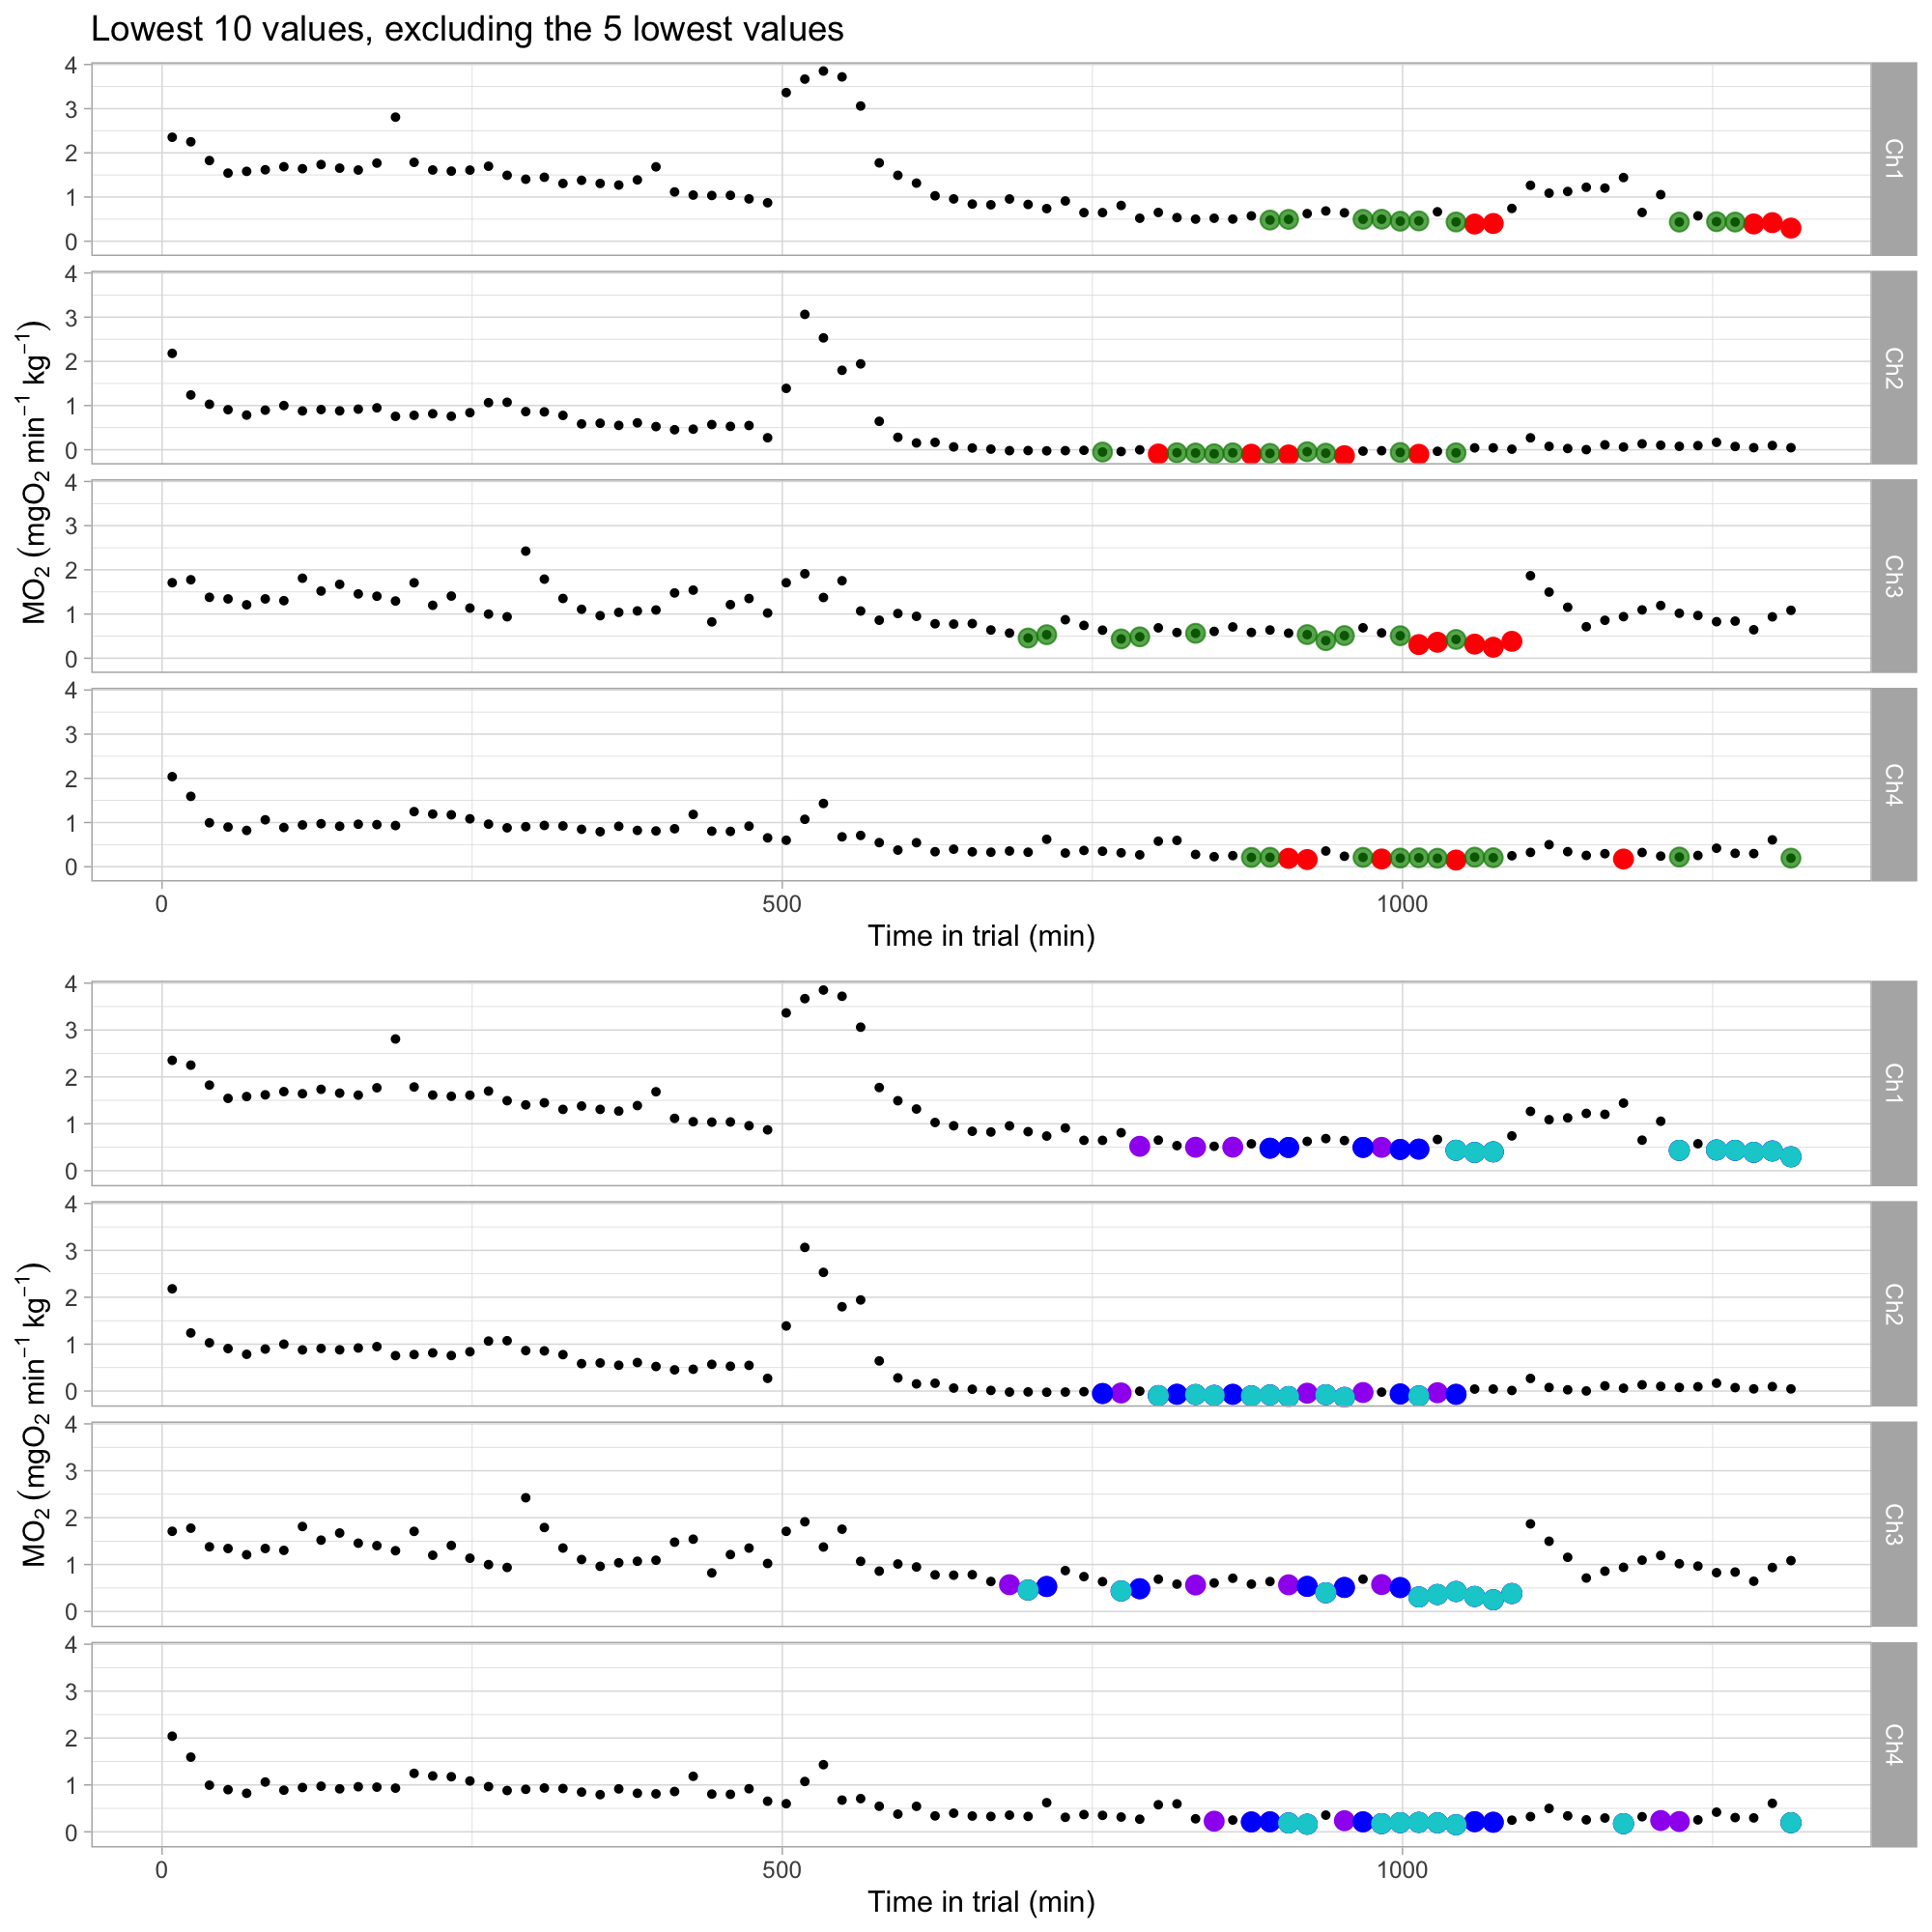 Lowest 10 values, excluding the 5 lowest values
MO₂ (mgO₂ min⁻¹ kg⁻¹)
4
3
2
1
0
Ch1
4
3
2
1
0
Ch2
4
3
2
1
0
Ch3
4
3
2
1
0
Ch4
0 500 1000
Time in trial (min)
MO₂ (mgO₂ min⁻¹ kg⁻¹)
4
3
2
1
0
Ch1
4
3
2
1
0
Ch2
4
3
2
1
0
Ch3
4
3
2
1
0
Ch4
0 500 1000
Time in trial (min)